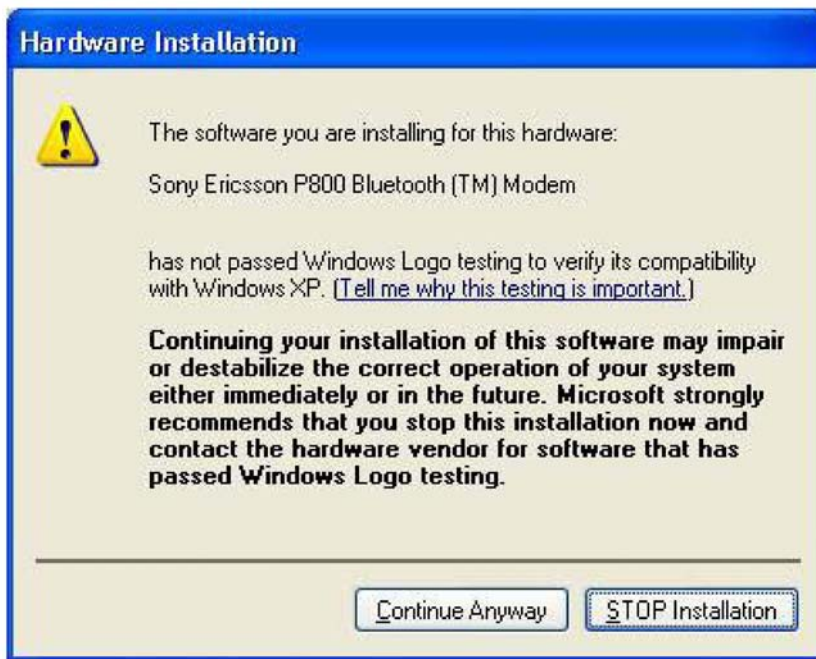 Hardware Installation
The software you are installing for this hardware:
Sony Ericsson P800 Bluetooth (TM) Modem
has not passed Windows Logo testing to verify its compatibility
with Windows XP. (Tell me why this testing is important.)
Continuing your installation of this software may impair
or destabilize the correct operation of your system
either immediately or in the future. Microsoft strongly
recommends that you stop this installation now and
contact the hardware vendor for software that has
passed Windows Logo testing.
Continue Anyway
STOP Installation